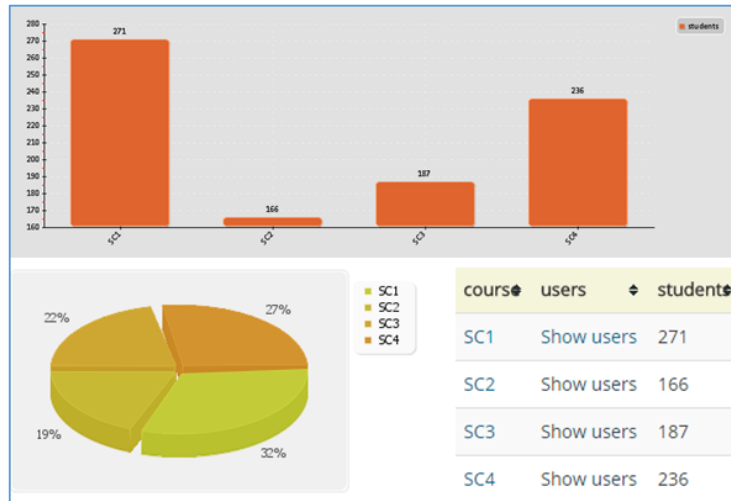 280
270
260
250
240
230
220
210
200
190
180
170
160
271
166
187
236
SC1
SC2
SC3
SC4
students
22%
27%
19%
32%
SC1
SC2
SC3
SC4
course users students
SC1 Show users 271
SC2 Show users 166
SC3 Show users 187
SC4 Show users 236